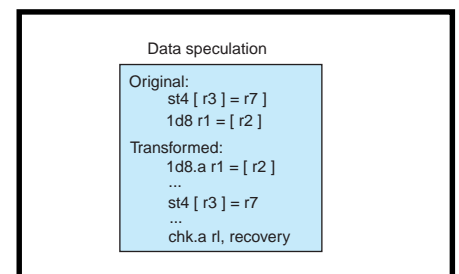 Data speculation
Original:
st4 [ r3 ] = r7 ]
1d8 r1 = [ r2 ]
Transformed:
1d8.a r1 = [ r2 ]
...
st4 [ r3 ] = r7
...
chk.a rl, recovery